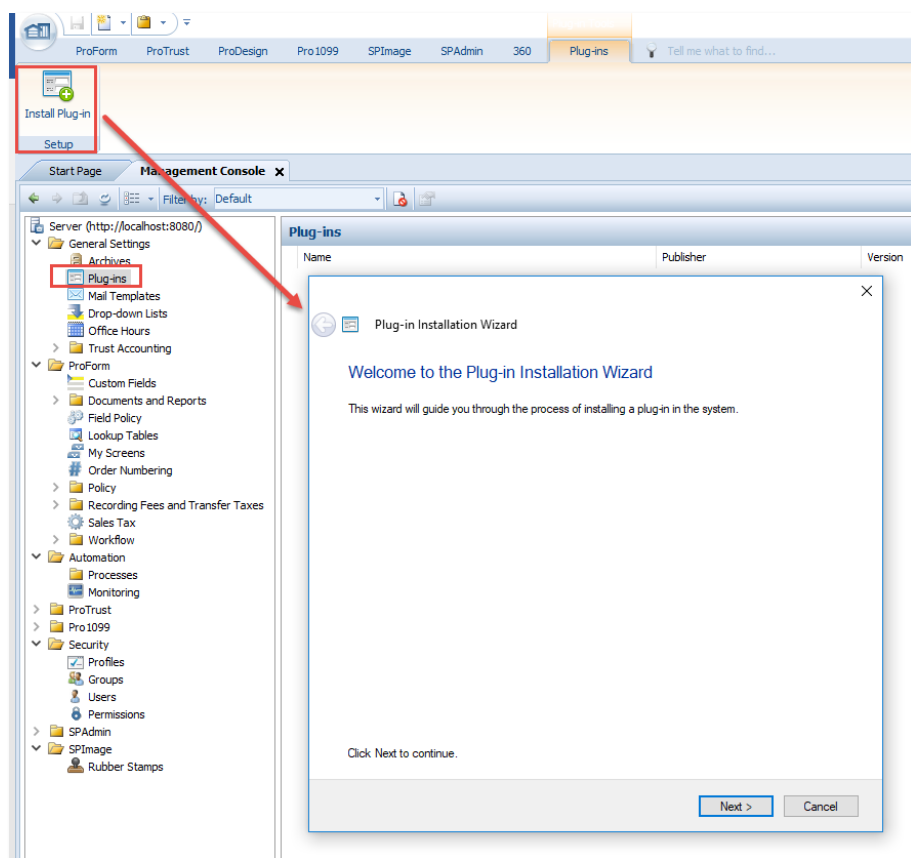 ProForm ProTrust ProDesign Pro1099 SPImage SPAdmin 360 Plug-ins Tell me what to find...
Install Plug-in
Setup
Start Page Management Console
Filter by: Default
Server (http://localhost:8080/)
General Settings
Archives
Plug-ins
Mail Templates
Drop-down Lists
Office Hours
Trust Accounting
ProForm
Custom Fields
Documents and Reports
Field Policy
Lookup Tables
My Screens
Order Numbering
Policy
Recording Fees and Transfer Taxes
Sales Tax
Workflow
Automation
Processes
Monitoring
ProTrust
Pro1099
Security
Profiles
Groups
Users
Permissions
SPAdmin
SPImage
Rubber Stamps
Plug-ins
Name Publisher Version
Plug-in Installation Wizard
Welcome to the Plug-in Installation Wizard
This wizard will guide you through the process of installing a plug-in in the system.
Click Next to continue.
Next > Cancel